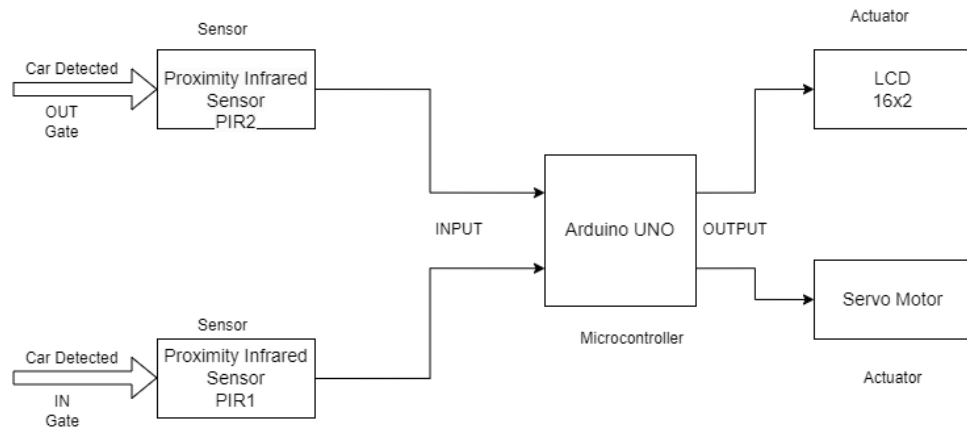 Sensor
Car Detected
OUT
Gate
Proximity Infrared
Sensor
PIR2
Actuator
LCD
16x2
INPUT
Arduino UNO
OUTPUT
Microcontroller
Servo Motor
Actuator
Sensor
Car Detected
IN
Gate
Proximity Infrared
Sensor
PIR1